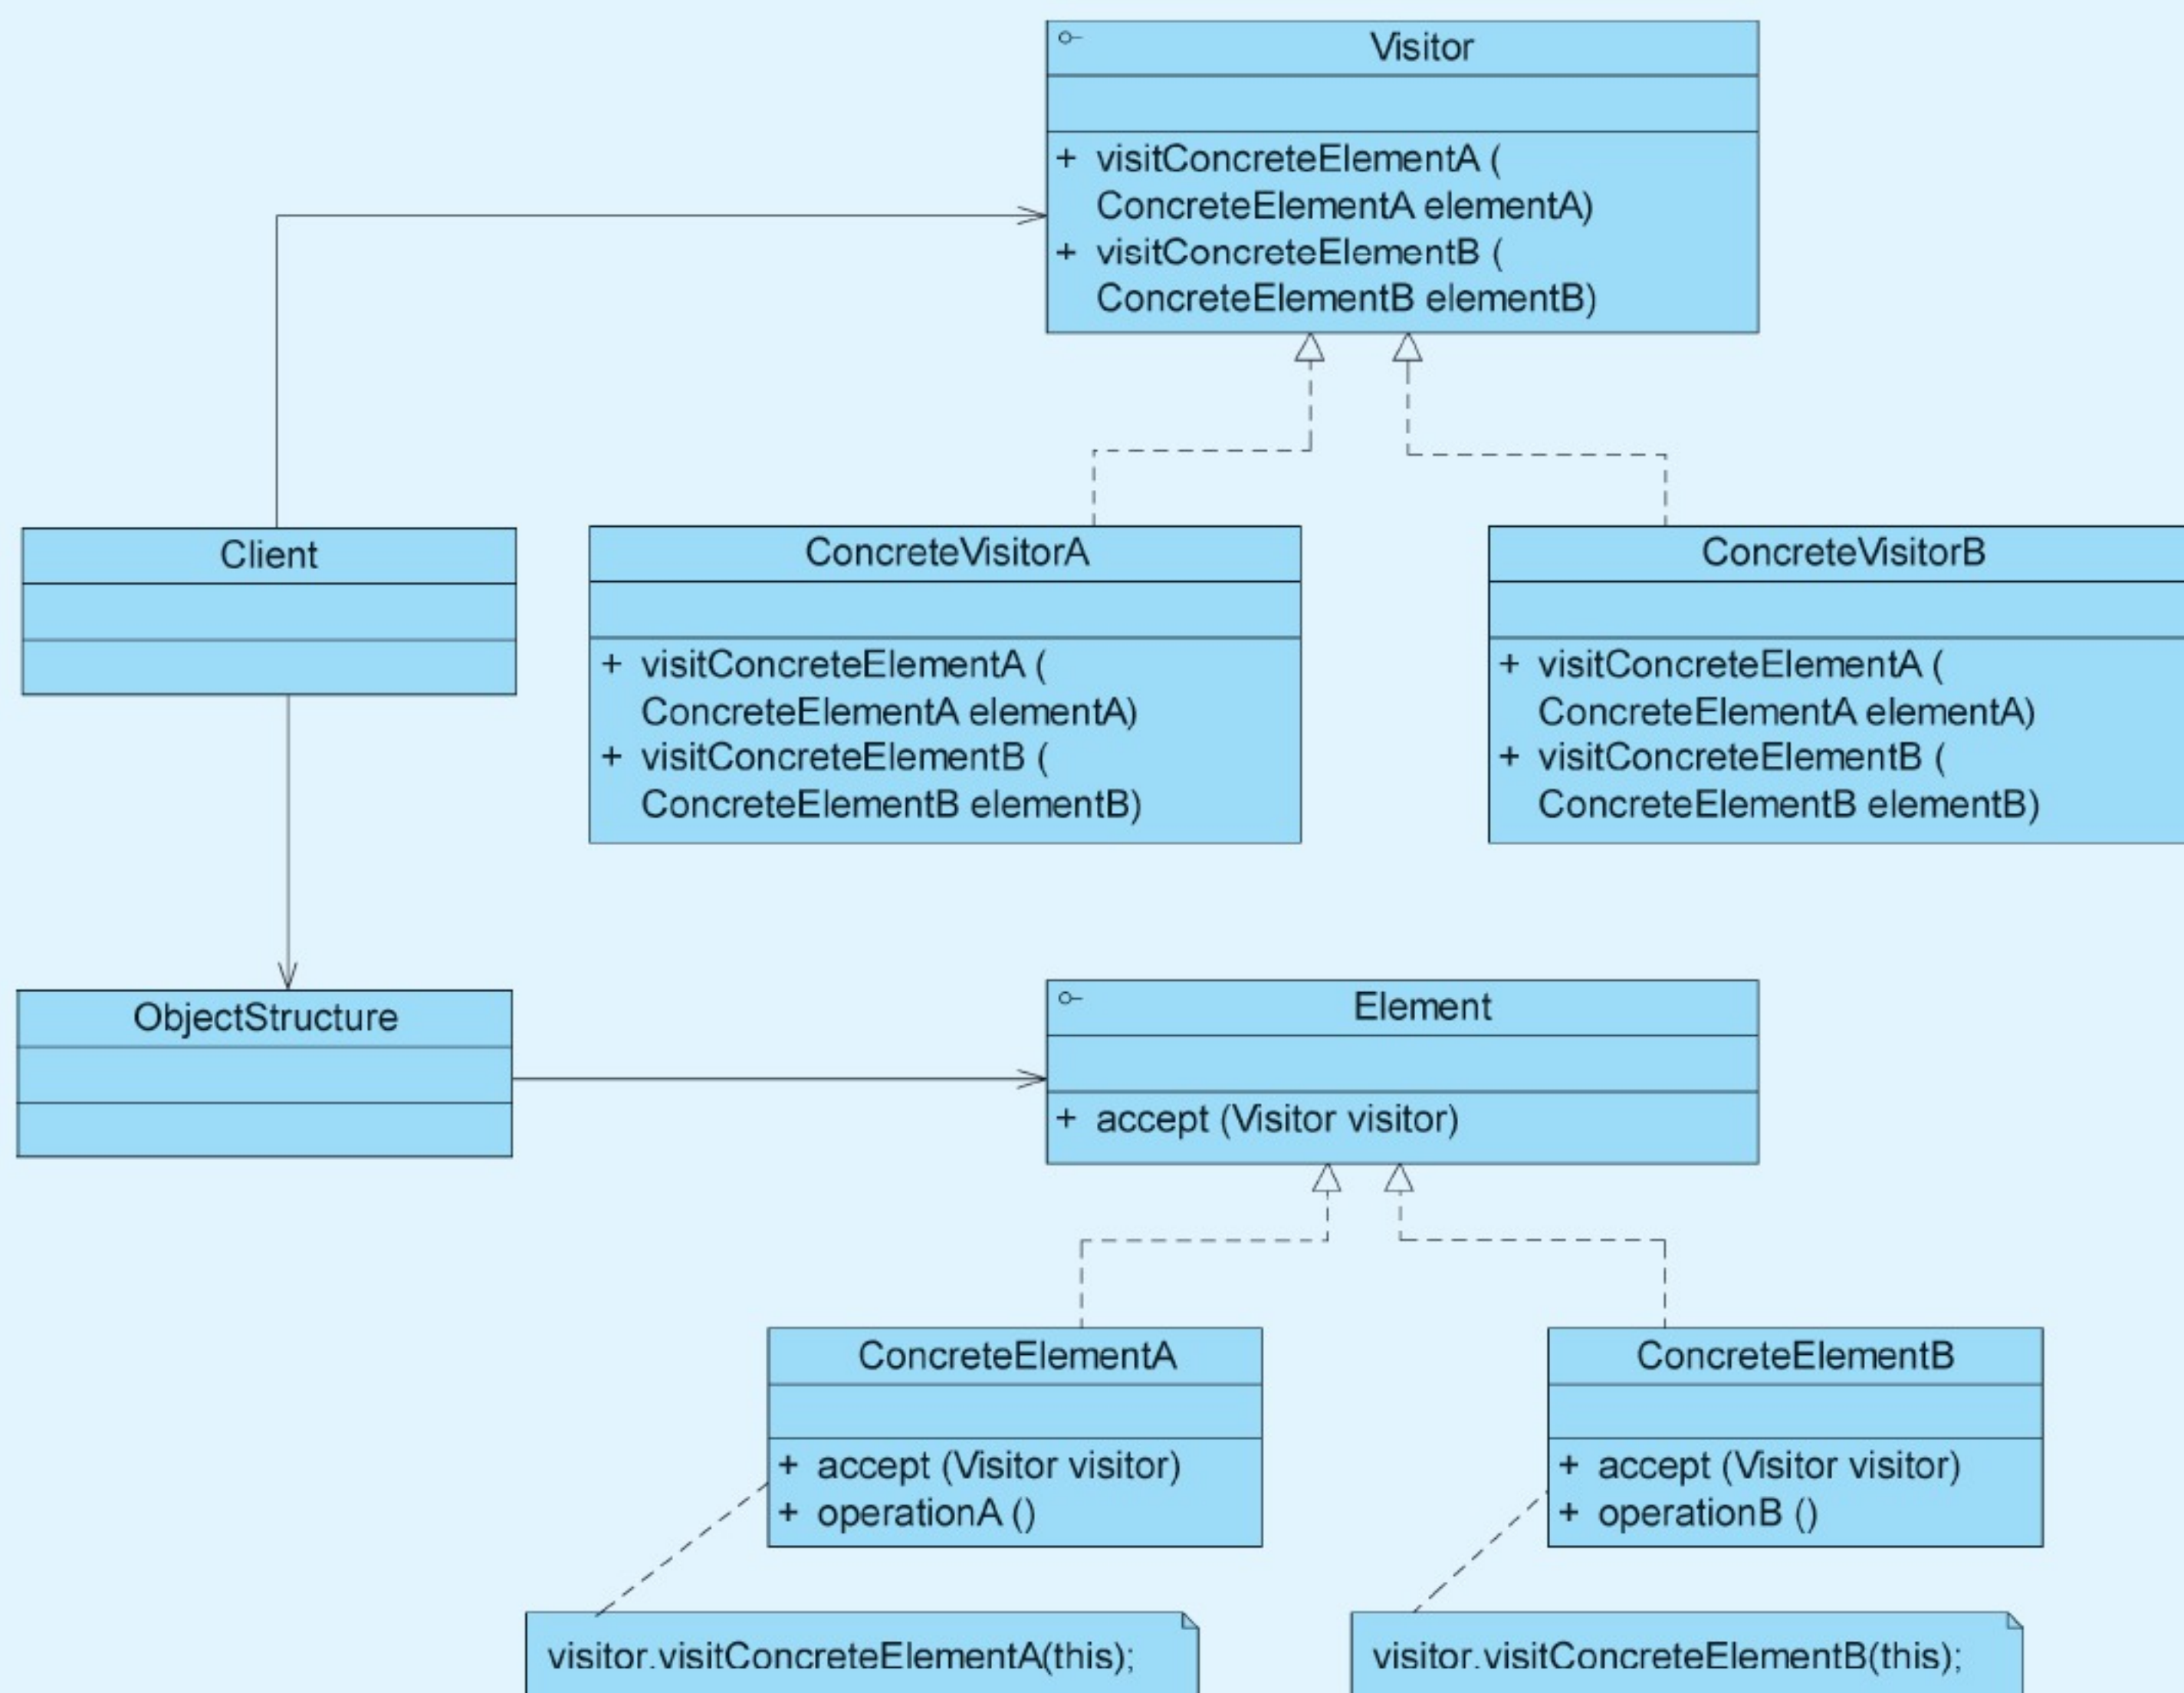 Visitor
+ visitConcreteElementA (
ConcreteElementA elementA)
+ visitConcreteElementB (
ConcreteElementB elementB)
Client
ConcreteVisitorA
+ visitConcreteElementA (
ConcreteElementA elementA)
+ visitConcreteElementB (
ConcreteElementB elementB)
ConcreteVisitorB
+ visitConcreteElementA (
ConcreteElementA elementA)
+ visitConcreteElementB (
ConcreteElementB elementB)
ObjectStructure
Element
+ accept (Visitor visitor)
ConcreteElementA
+ accept (Visitor visitor)
+ operationA ()
ConcreteElementB
+ accept (Visitor visitor)
+ operationB ()
visitor.visitConcreteElementA(this);
visitor.visitConcreteElementB(this);